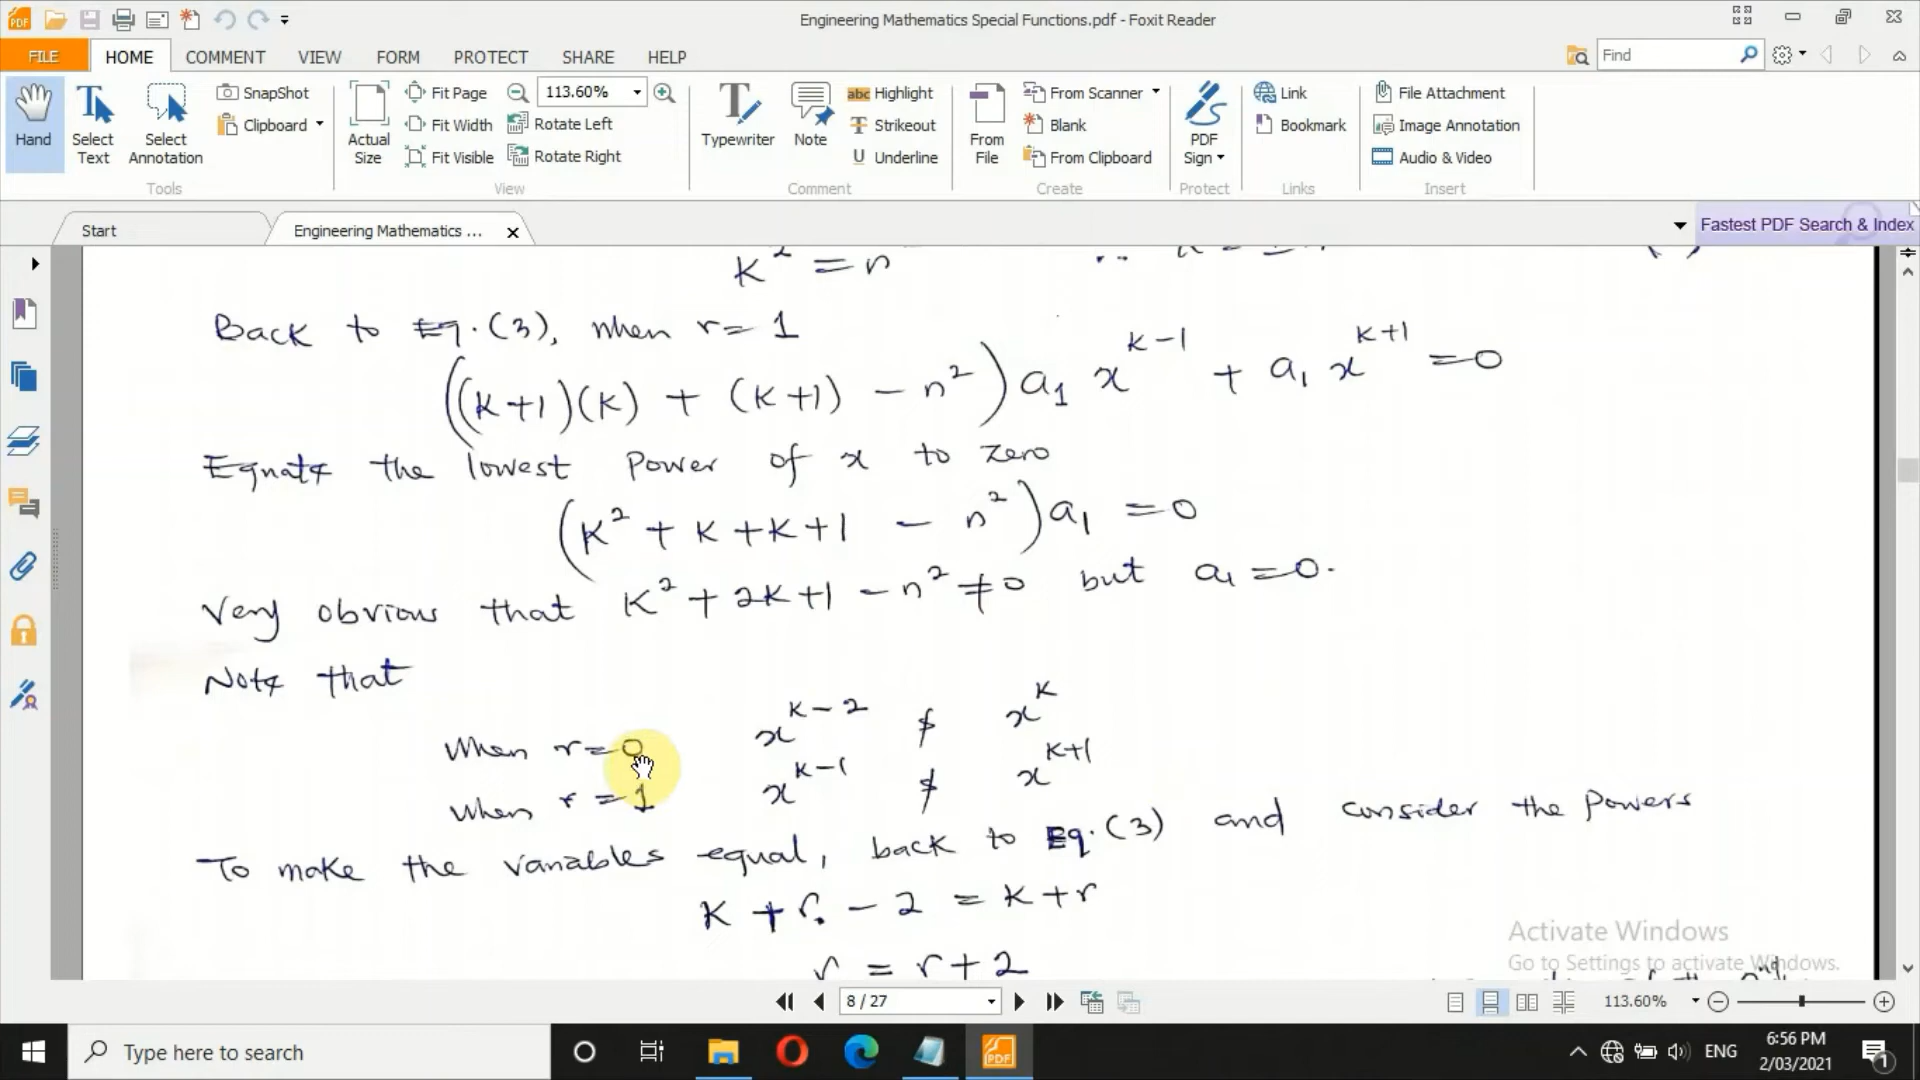 Engineering Mathematics Special Functions.pdf - Foxit Reader
FILE HOME COMMENT VIEW FORM PROTECT SHARE HELP Find
Hand
Select Text
Select Annotation
SnapShot
Clipboard
Tools
Actual Size
Fit Page
Fit Width
Fit Visible
113.60%
Rotate Left
Rotate Right
View
Typewriter
Note
Highlight
Strikeout
Underline
Comment
From File
From Scanner
Blank
From Clipboard
Create
PDF Sign
Protect
Link
Bookmark
Links
File Attachment
Image Annotation
Audio & Video
Insert
Start Engineering Mathematics ... Fastest PDF Search & Index
k² = n
Back to Eq.(3), when r = 1
((k+1)(k) + (k+1) - n²) a₁ x^(k-1) + a₁ x^(k+1) = 0
Equate the lowest power of x to zero
(k² + k + k + 1 - n²) a₁ = 0
Very obvious that k² + 2k + 1 - n² ≠ 0 but a₁ = 0.
Note that
When r = 0 x^(k-2) & x^k
When r = 1 x^(k-1) & x^(k+1)
To make the variables equal, back to Eq.(3) and consider the powers
k + r - 2 = k + r
r = r + 2
Activate Windows
Go to Settings to activate Windows.
8 / 27 113.60%
Type here to search
ENG 6:56 PM
2/03/2021
1